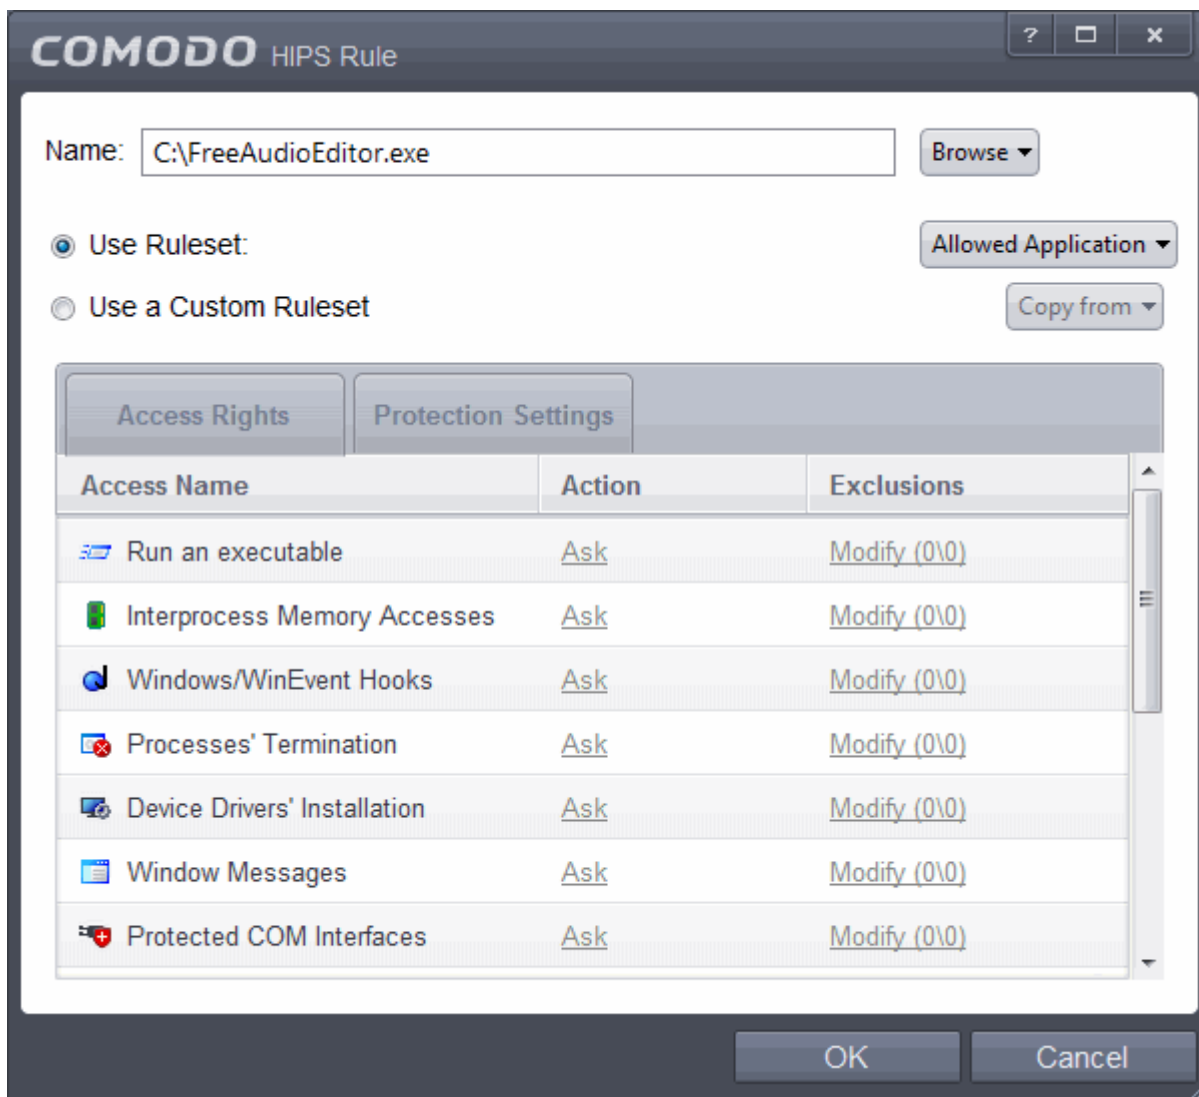 COMODO HIPS Rule
?
Name: C:\FreeAudioEditor.exe Browse
Use Ruleset: Allowed Application
Use a Custom Ruleset Copy from
Access Rights Protection Settings
Access Name Action Exclusions
Run an executable Ask Modify (0\0)
Interprocess Memory Accesses Ask Modify (0\0)
Windows/WinEvent Hooks Ask Modify (0\0)
Processes' Termination Ask Modify (0\0)
Device Drivers' Installation Ask Modify (0\0)
Window Messages Ask Modify (0\0)
Protected COM Interfaces Ask Modify (0\0)
OK Cancel